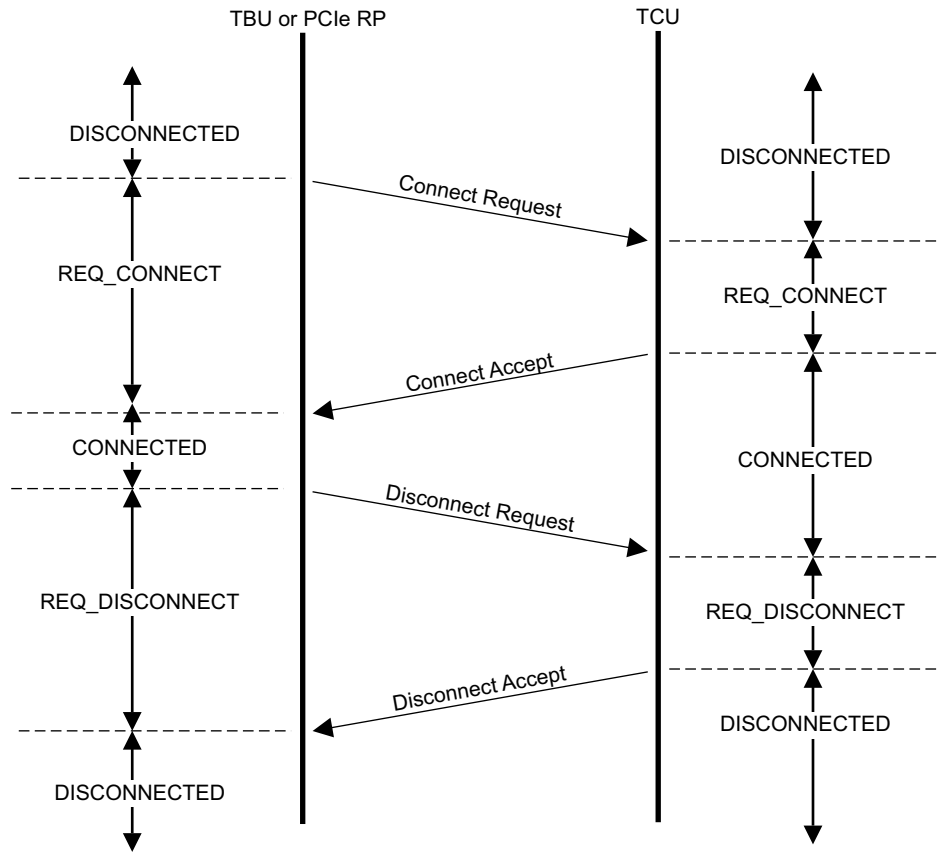 TBU or PCIe RP
TCU
DISCONNECTED
DISCONNECTED
Connect Request
REQ_CONNECT
REQ_CONNECT
Connect Accept
CONNECTED
CONNECTED
Disconnect Request
REQ_DISCONNECT
REQ_DISCONNECT
Disconnect Accept
DISCONNECTED
DISCONNECTED